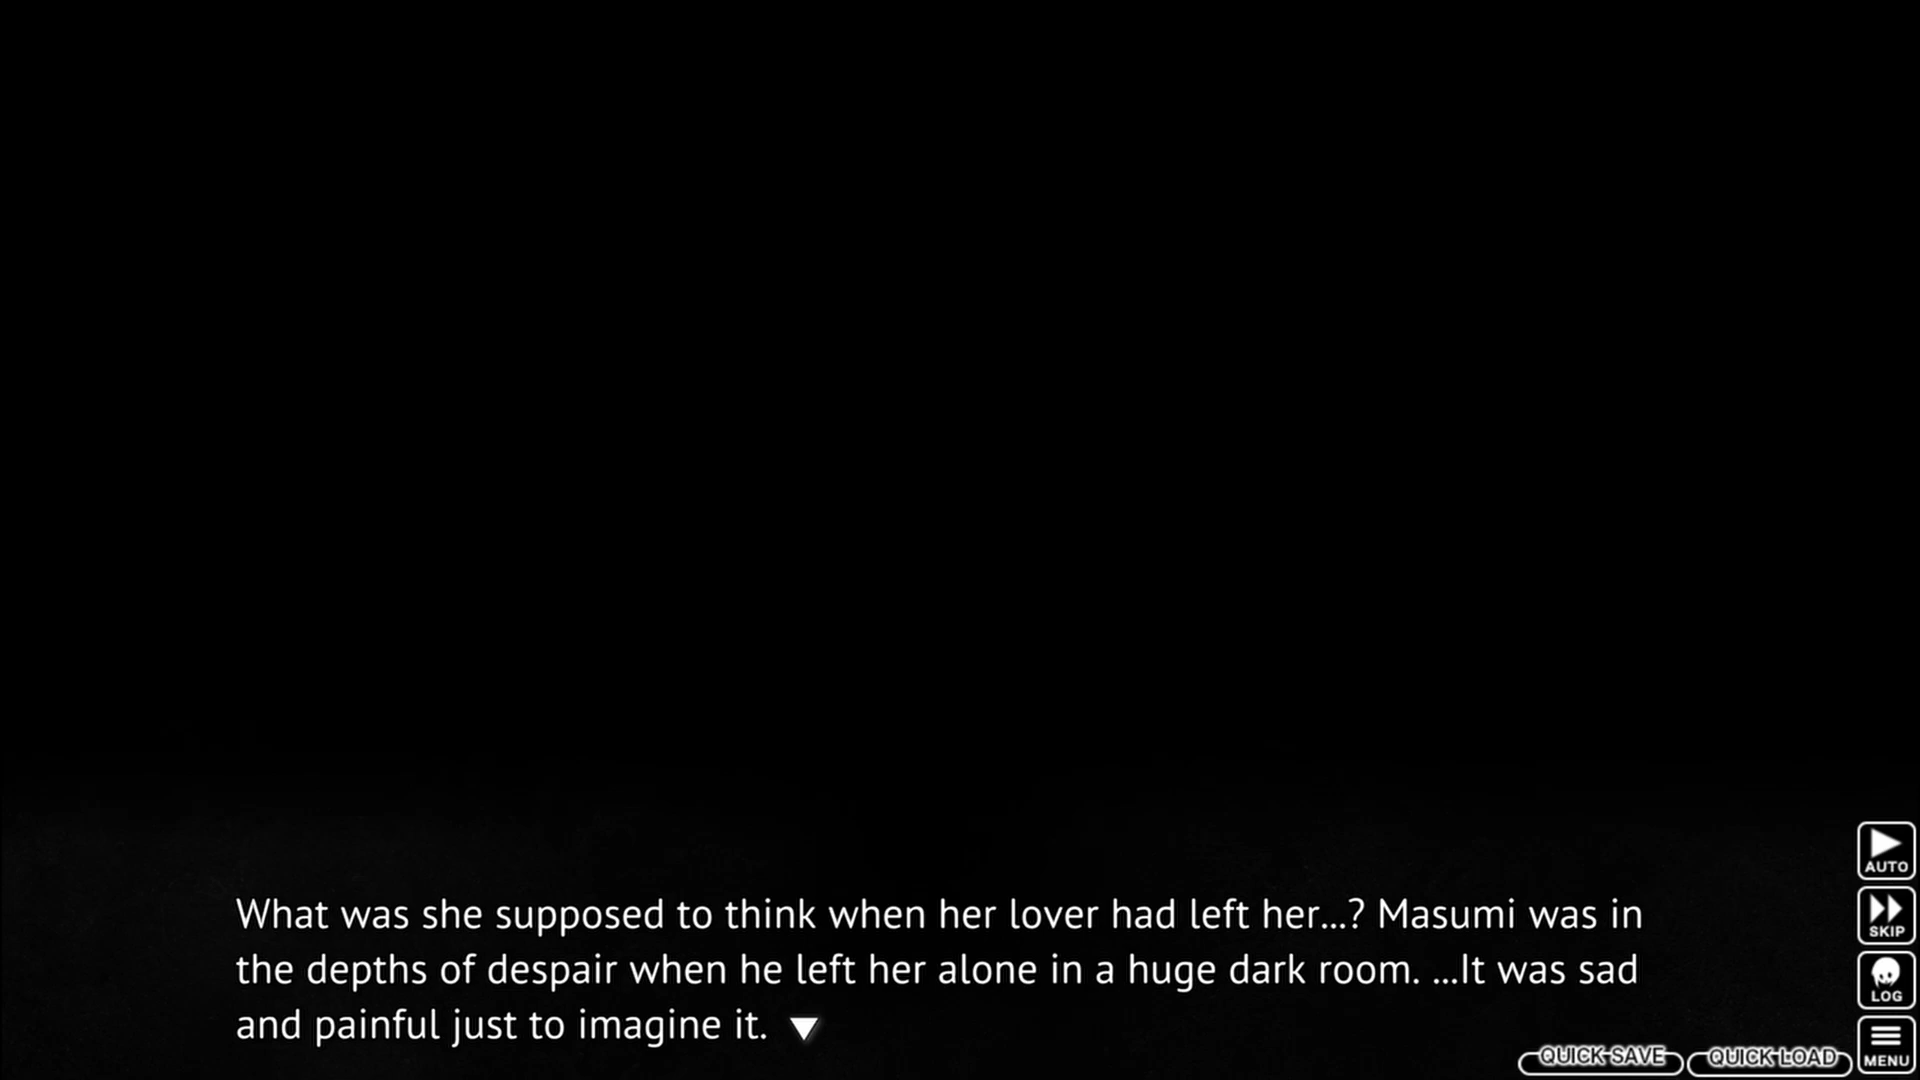 What was she supposed to think when her lover had left her...? Masumi was in
the depths of despair when he left her alone in a huge dark room. ...It was sad
and painful just to imagine it.
AUTO
SKIP
LOG
MENU
QUICK SAVE
QUICK LOAD